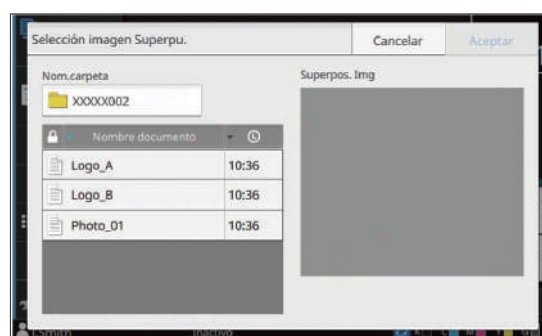 Selección imagen Superpu.
Cancelar
Aceptar
Nom.carpeta
XXXXX002
Superpos. Img
Nombre documento
Logo_A 10:36
Logo_B 10:36
Photo_01 10:36
J.Smith
Inactivo
K C M Y